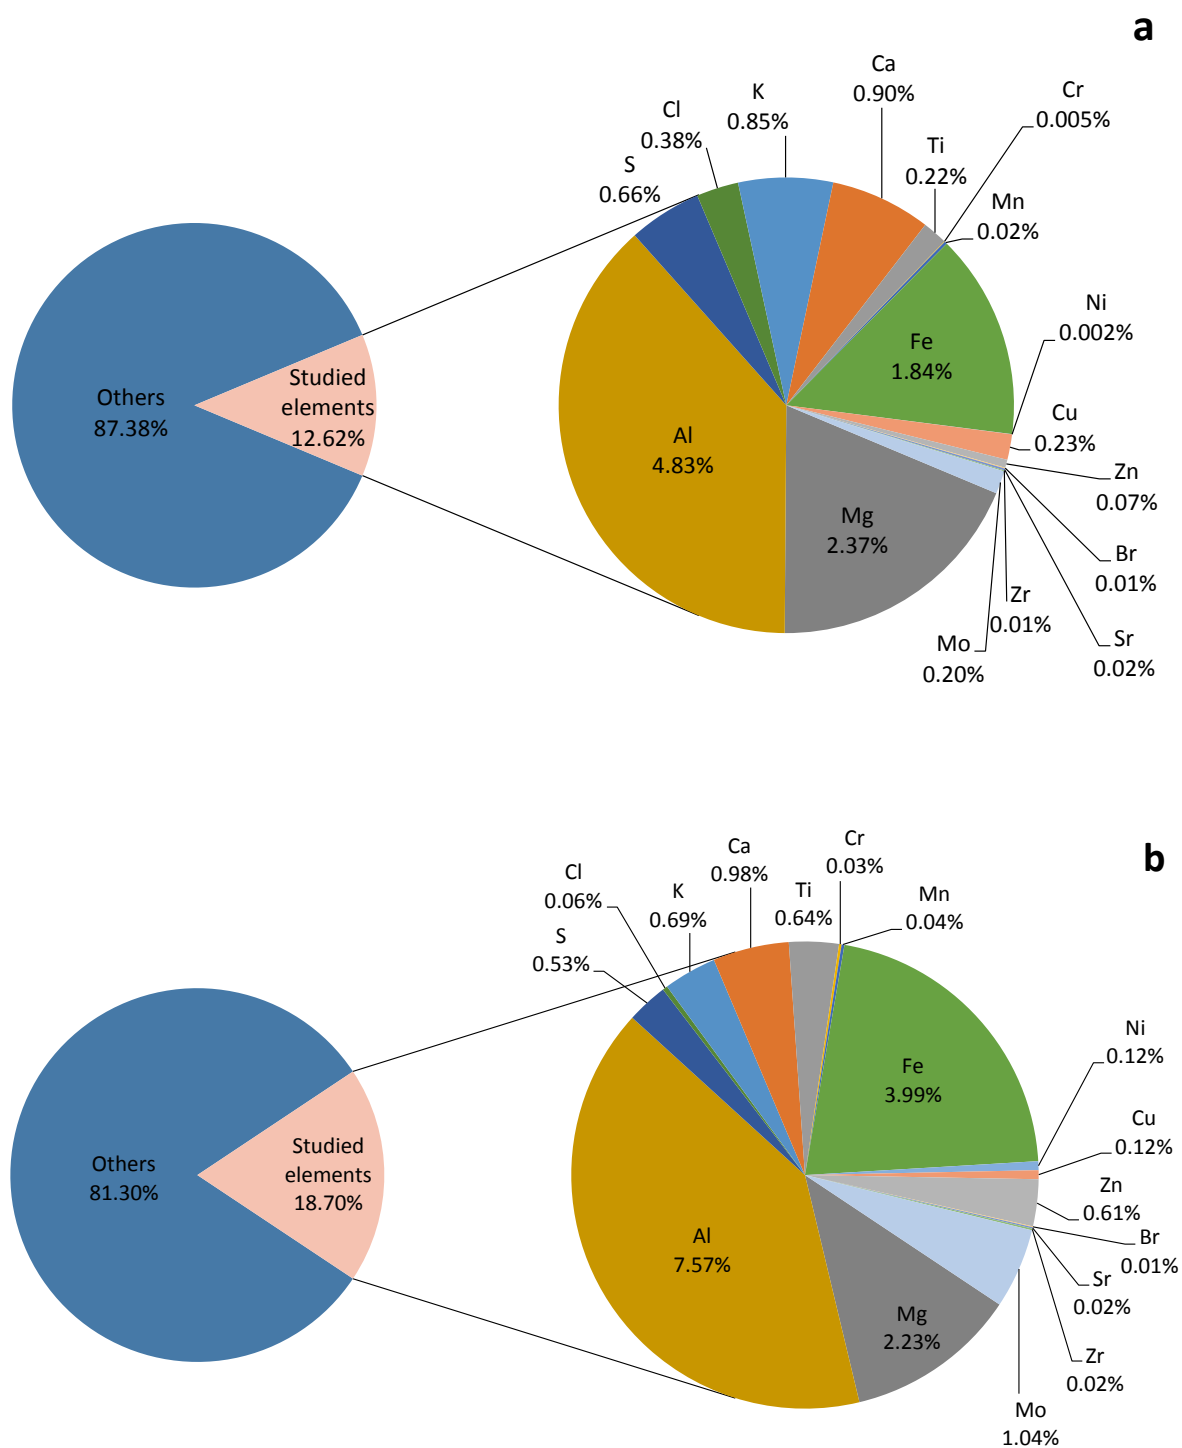 a
Ca
0.90%
K
0.85%
Cr
0.005%
Cl
0.38%
Ti
0.22%
S
0.66%
Mn
0.02%
Ni
0.002%
Fe
1.84%
Others
87.38%
Studied
elements
12.62%
Al
4.83%
Cu
0.23%
Zn
0.07%
Mg
2.37%
Br
0.01%
Zr
0.01%
Sr
0.02%
Mo
0.20%
b
Cr
0.03%
Ca
0.98%
Cl
0.06%
K
0.69%
Ti
0.64%
Mn
0.04%
S
0.53%
Ni
0.12%
Fe
3.99%
Cu
0.12%
Others
81.30%
Studied
elements
18.70%
Zn
0.61%
Al
7.57%
Br
0.01%
Sr
0.02%
Mg
2.23%
Zr
0.02%
Mo
1.04%